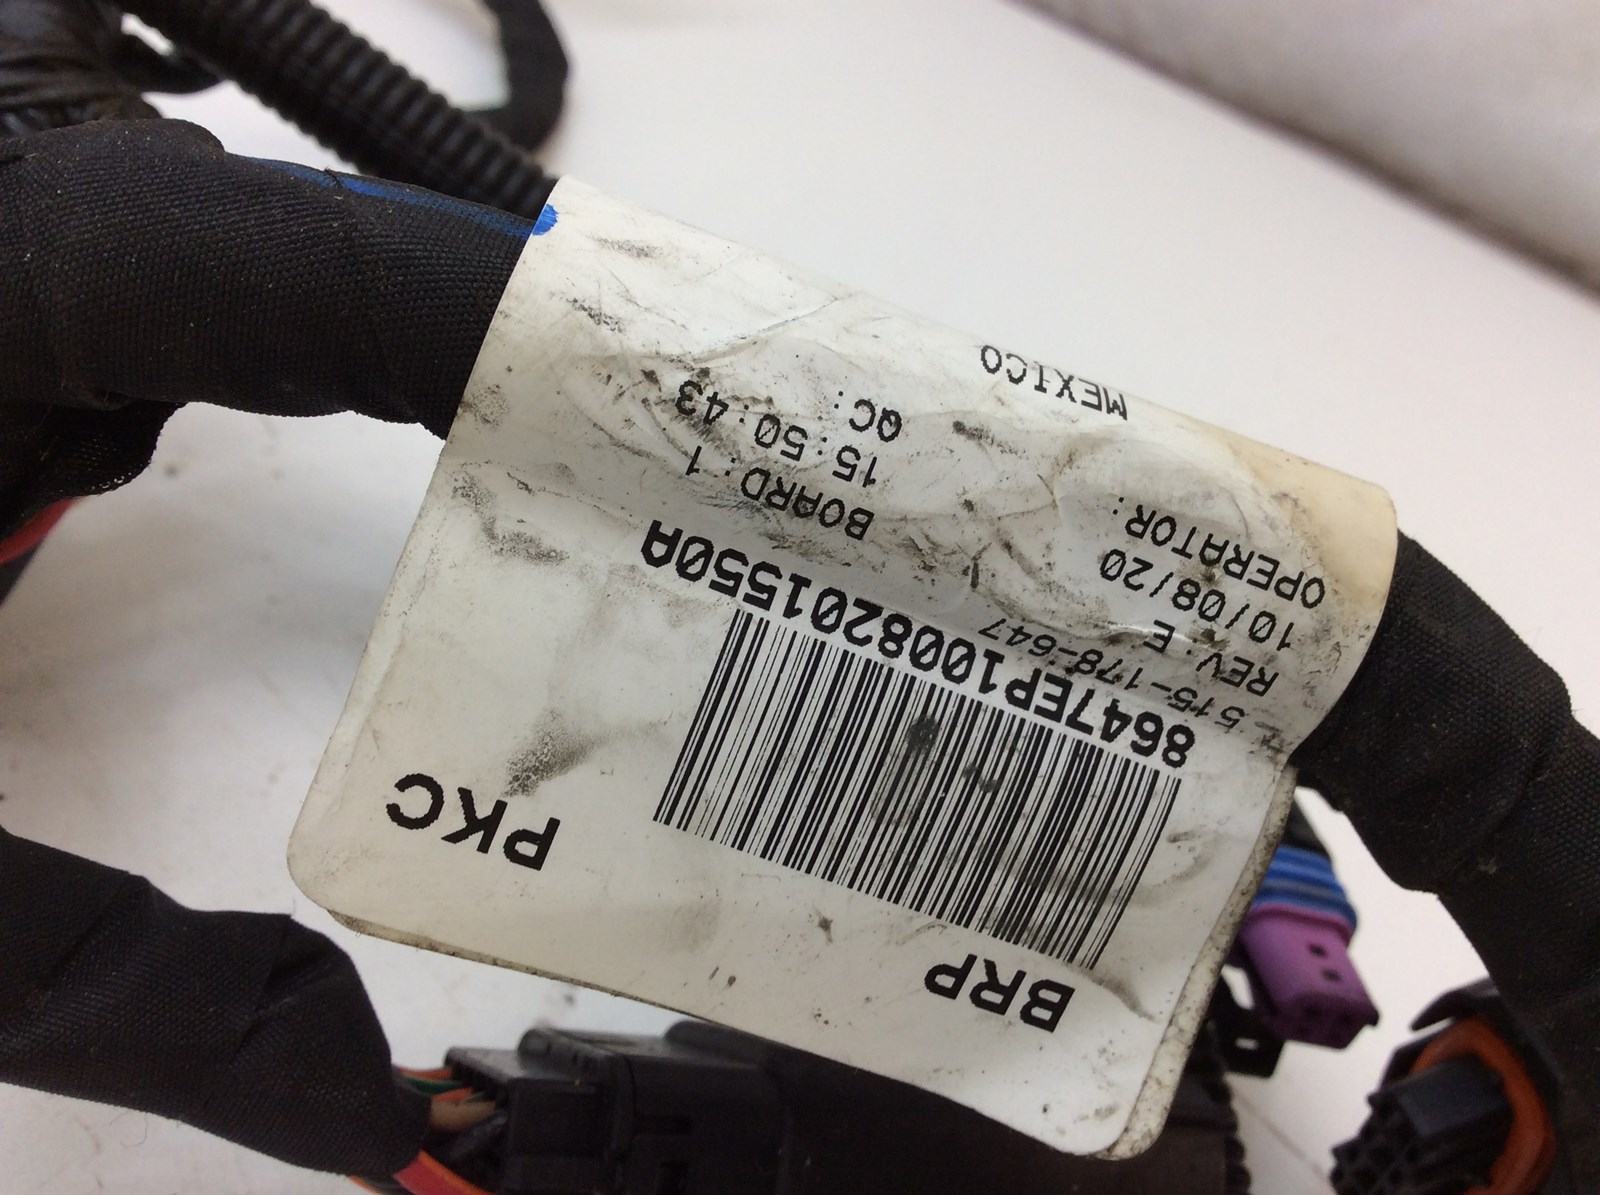 BRP PKC
8647EP1008201550A
515-178-647
REV: E BOARD:1
10/08/20 15:50:43
OPERATOR: QC:
MEXICO